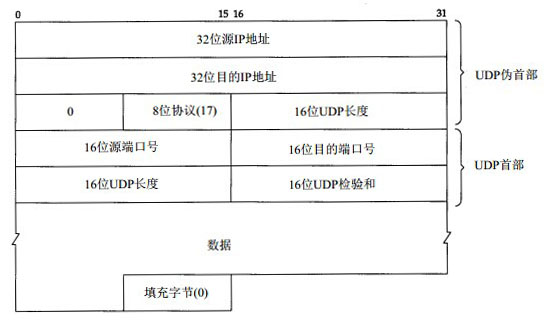 0 15 16 31
32位源IP地址
32位目的IP地址
UDP伪首部
0 8位协议(17) 16位UDP长度
16位源端口号 16位目的端口号
UDP首部
16位UDP长度 16位UDP检验和
数据
填充字节(0)